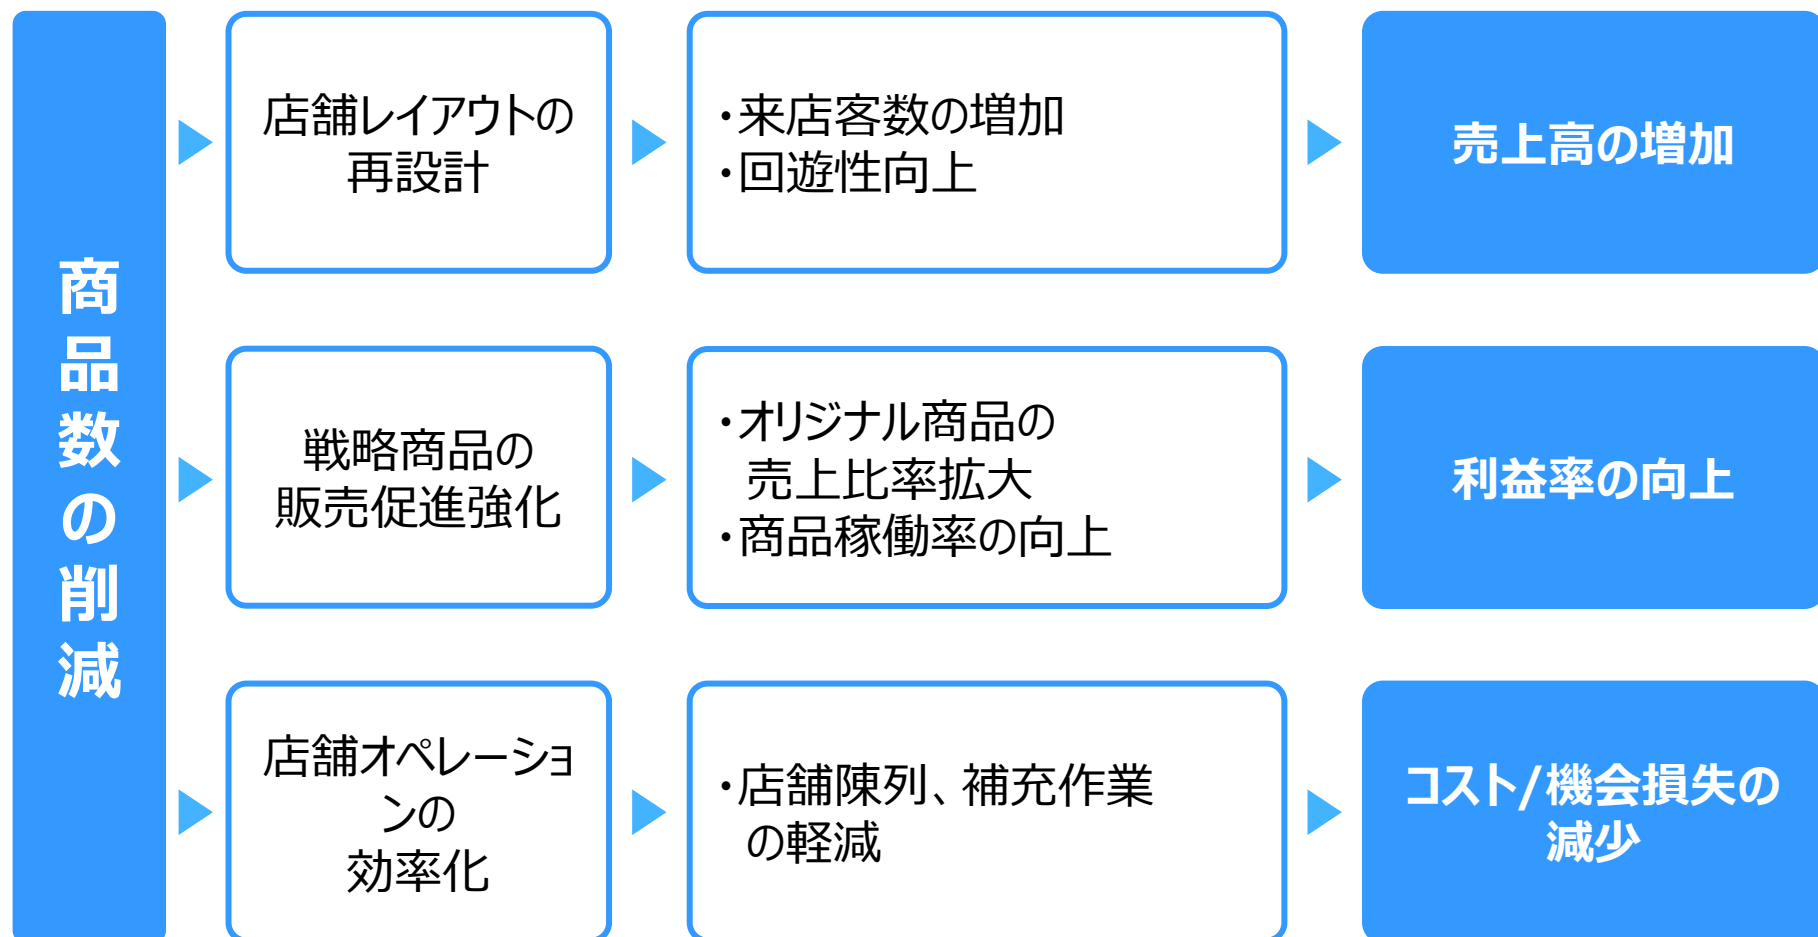 商品数の削減
店舗レイアウトの
再設計
・来店客数の増加
・回遊性向上
売上高の増加
戦略商品の
販売促進強化
・オリジナル商品の
売上比率拡大
・商品稼働率の向上
利益率の向上
店舗オペレーショ
ンの
効率化
・店舗陳列、補充作業
の軽減
コスト/機会損失の
減少